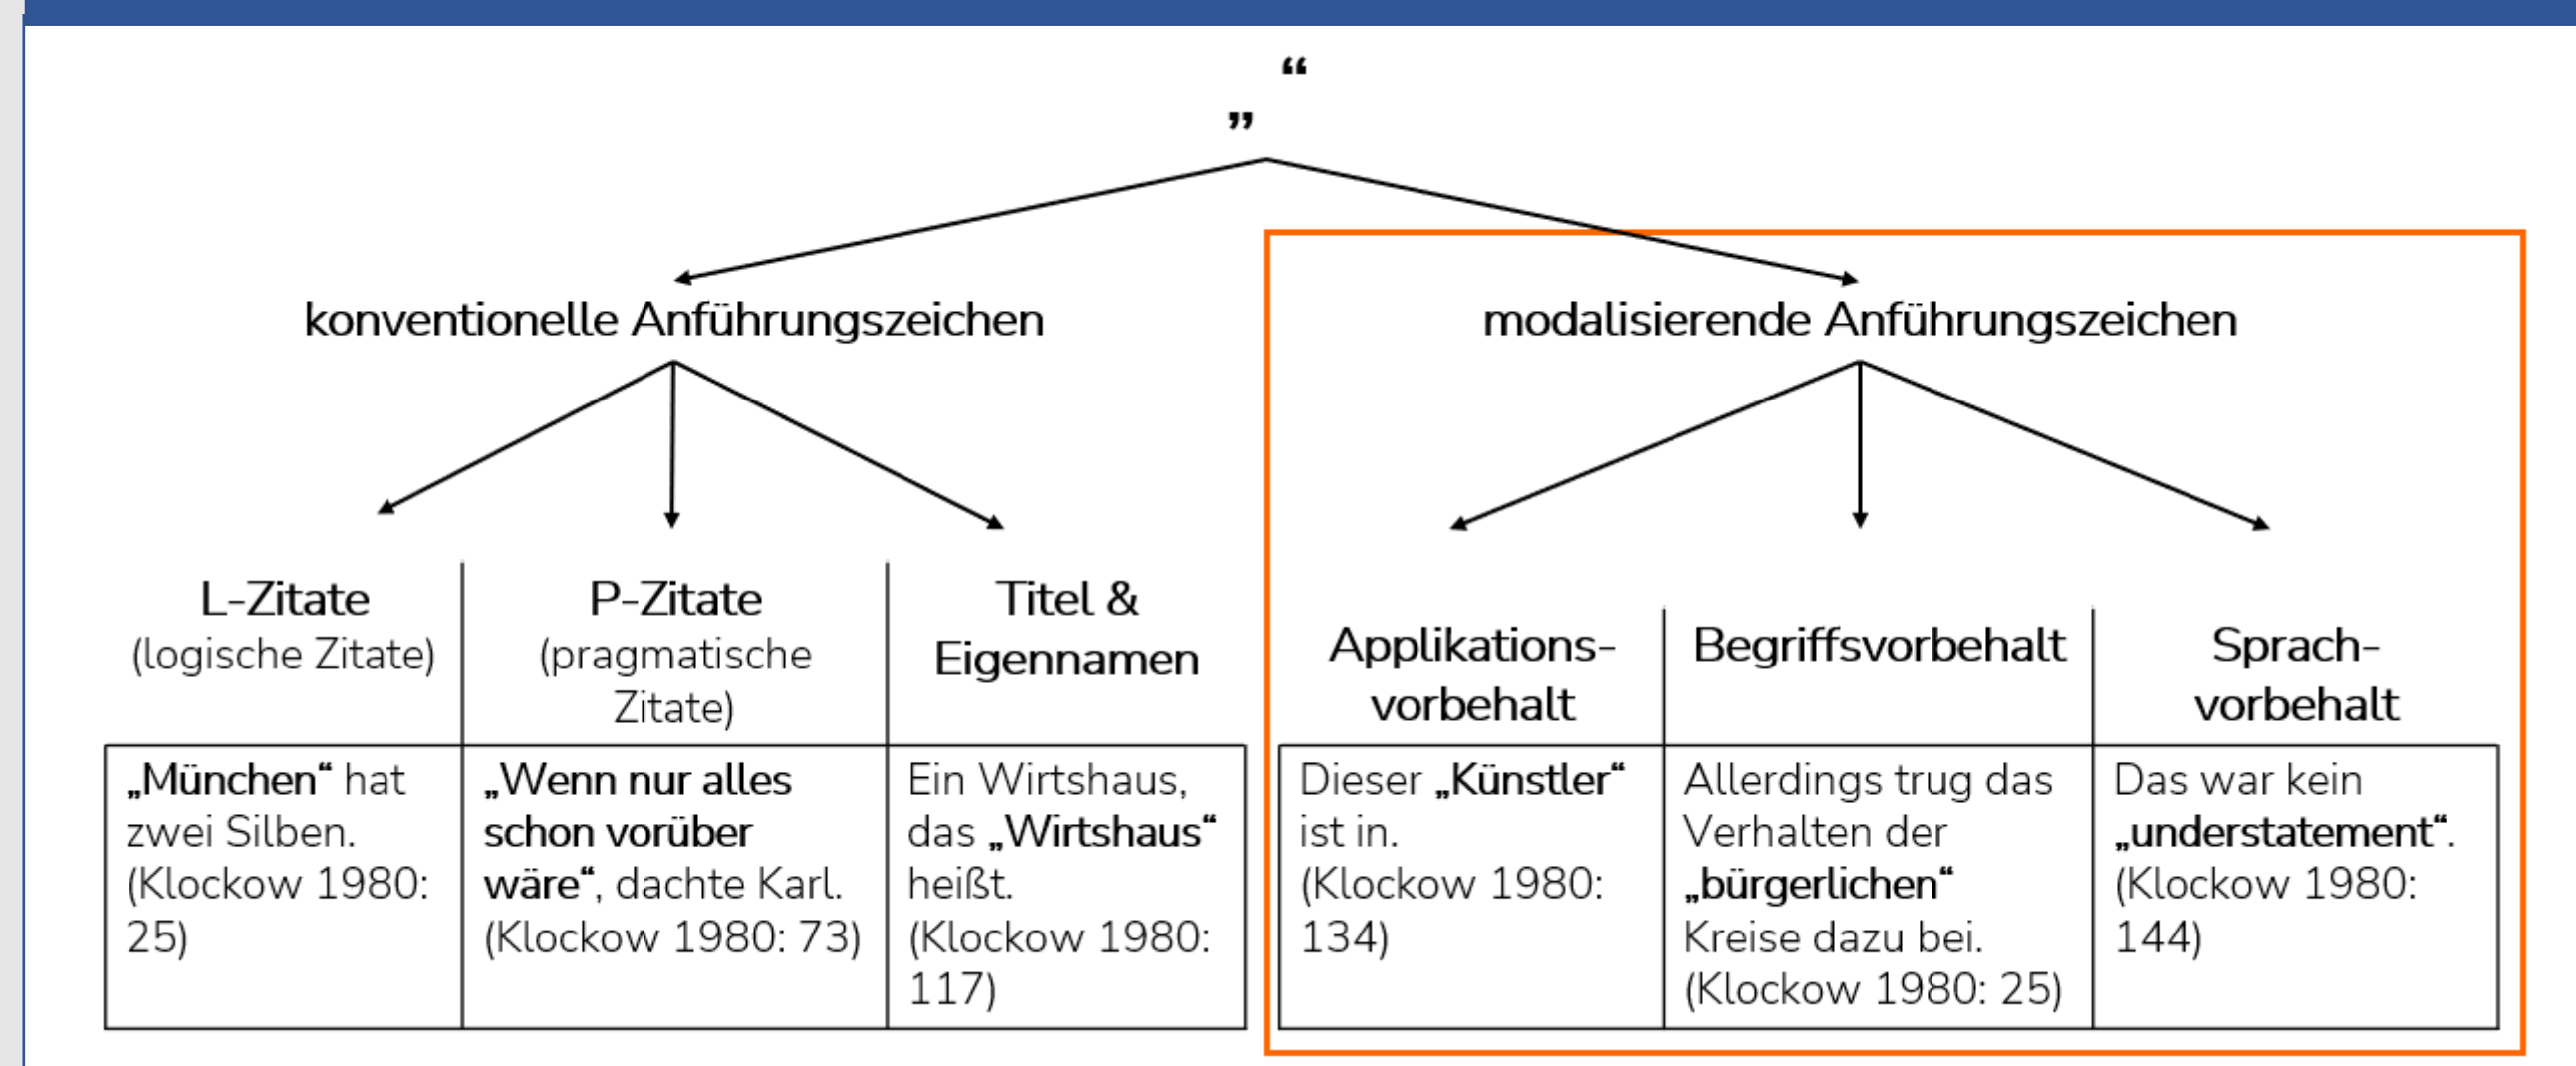 „ “
konventionelle Anführungszeichen
modalisierende Anführungszeichen
L-Zitate
(logische Zitate)
P-Zitate
(pragmatische
Zitate)
Titel &
Eigennamen
Applikations-
vorbehalt
Begriffsvorbehalt
Sprach-
vorbehalt
„München“ hat
zwei Silben.
(Klockow 1980:
25)
„Wenn nur alles
schon vorüber
wäre“, dachte Karl.
(Klockow 1980: 73)
Ein Wirtshaus,
das „Wirtshaus“
heißt.
(Klockow 1980:
117)
Dieser „Künstler“
ist in.
(Klockow 1980:
134)
Allerdings trug das
Verhalten der
„bürgerlichen“
Kreise dazu bei.
(Klockow 1980: 25)
Das war kein
„understatement“.
(Klockow 1980:
144)